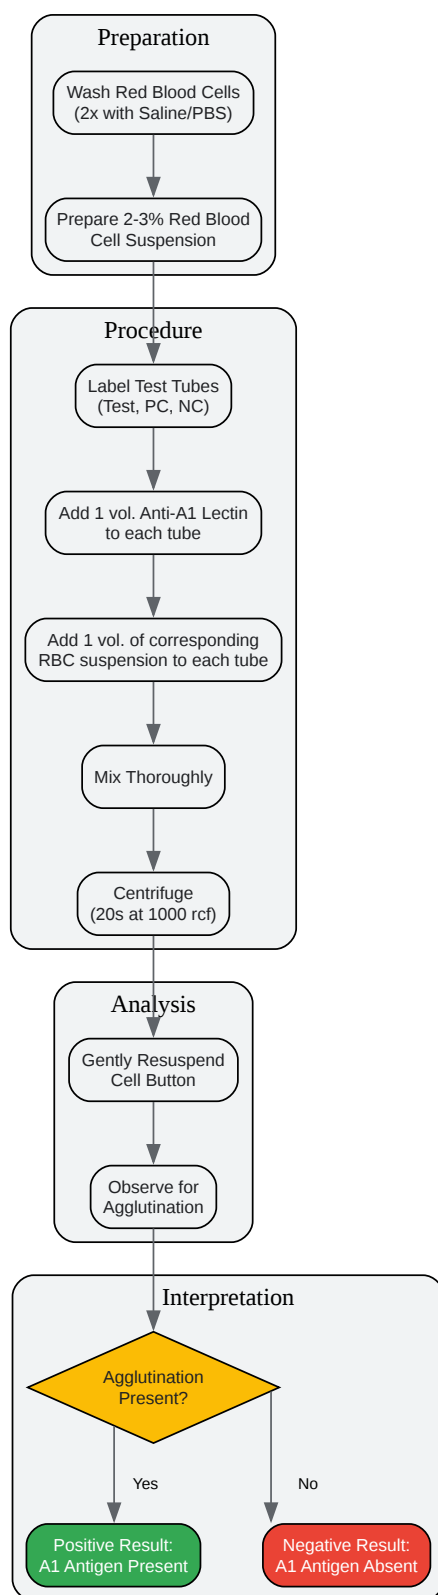 Preparation
Wash Red Blood Cells
(2x with Saline/PBS)
Prepare 2-3% Red Blood
Cell Suspension
Procedure
Label Test Tubes
(Test, PC, NC)
Add 1 vol. Anti-A1 Lectin
to each tube
Add 1 vol. of corresponding
RBC suspension to each tube
Mix Thoroughly
Centrifuge
(20s at 1000 rcf)
Analysis
Gently Resuspend
Cell Button
Observe for
Agglutination
Interpretation
Agglutination
Present?
Yes
No
Positive Result:
A1 Antigen Present
Negative Result:
A1 Antigen Absent